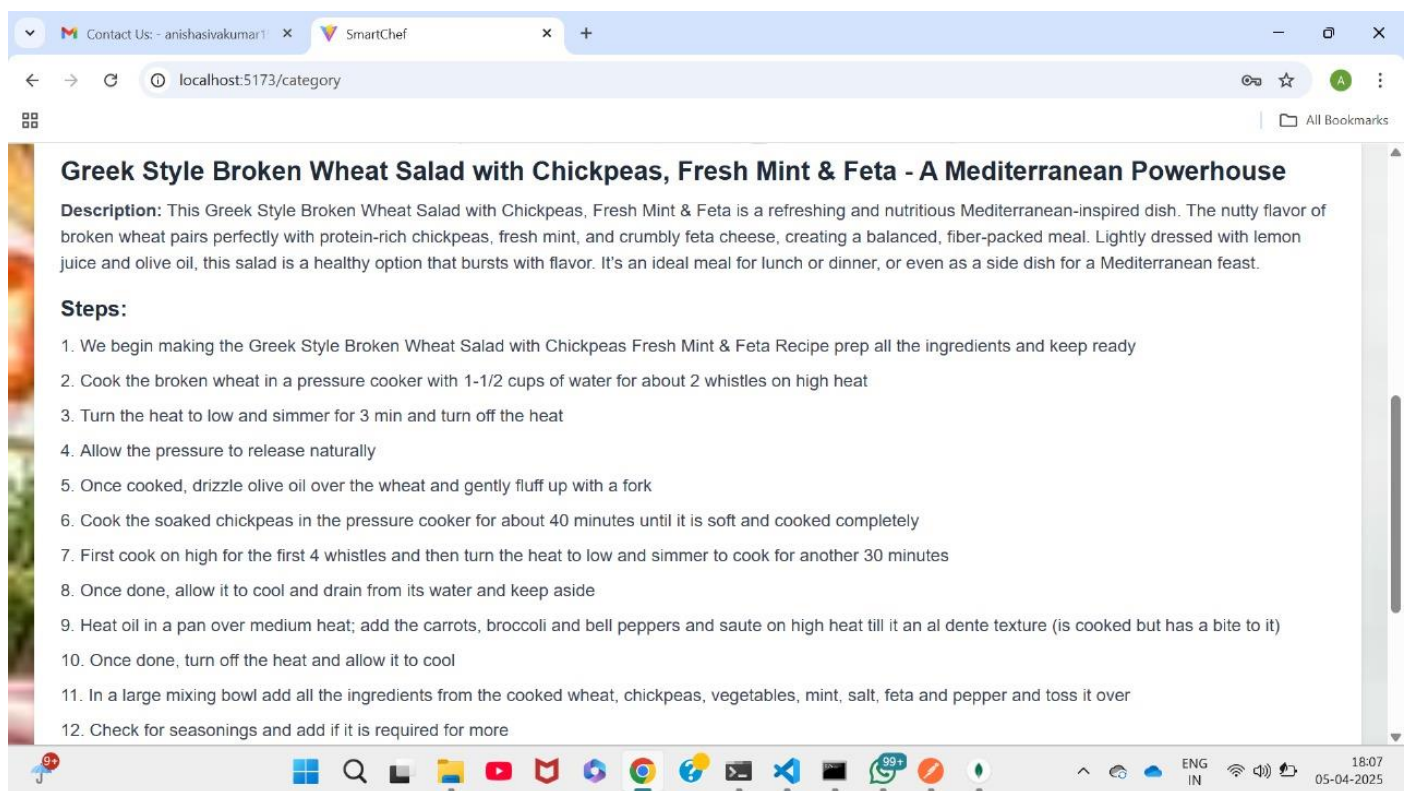 Contact Us: - anishasivakumar1
SmartChef
localhost:5173/category
A
All Bookmarks
Greek Style Broken Wheat Salad with Chickpeas, Fresh Mint & Feta - A Mediterranean Powerhouse
Description: This Greek Style Broken Wheat Salad with Chickpeas, Fresh Mint & Feta is a refreshing and nutritious Mediterranean-inspired dish. The nutty flavor of
broken wheat pairs perfectly with protein-rich chickpeas, fresh mint, and crumbly feta cheese, creating a balanced, fiber-packed meal. Lightly dressed with lemon
juice and olive oil, this salad is a healthy option that bursts with flavor. It's an ideal meal for lunch or dinner, or even as a side dish for a Mediterranean feast.
Steps:
1. We begin making the Greek Style Broken Wheat Salad with Chickpeas Fresh Mint & Feta Recipe prep all the ingredients and keep ready
2. Cook the broken wheat in a pressure cooker with 1-1/2 cups of water for about 2 whistles on high heat
3. Turn the heat to low and simmer for 3 min and turn off the heat
4. Allow the pressure to release naturally
5. Once cooked, drizzle olive oil over the wheat and gently fluff up with a fork
6. Cook the soaked chickpeas in the pressure cooker for about 40 minutes until it is soft and cooked completely
7. First cook on high for the first 4 whistles and then turn the heat to low and simmer to cook for another 30 minutes
8. Once done, allow it to cool and drain from its water and keep aside
9. Heat oil in a pan over medium heat; add the carrots, broccoli and bell peppers and saute on high heat till it an al dente texture (is cooked but has a bite to it)
10. Once done, turn off the heat and allow it to cool
11. In a large mixing bowl add all the ingredients from the cooked wheat, chickpeas, vegetables, mint, salt, feta and pepper and toss it over
12. Check for seasonings and add if it is required for more
9+
99+
ENG
IN
18:07
05-04-2025